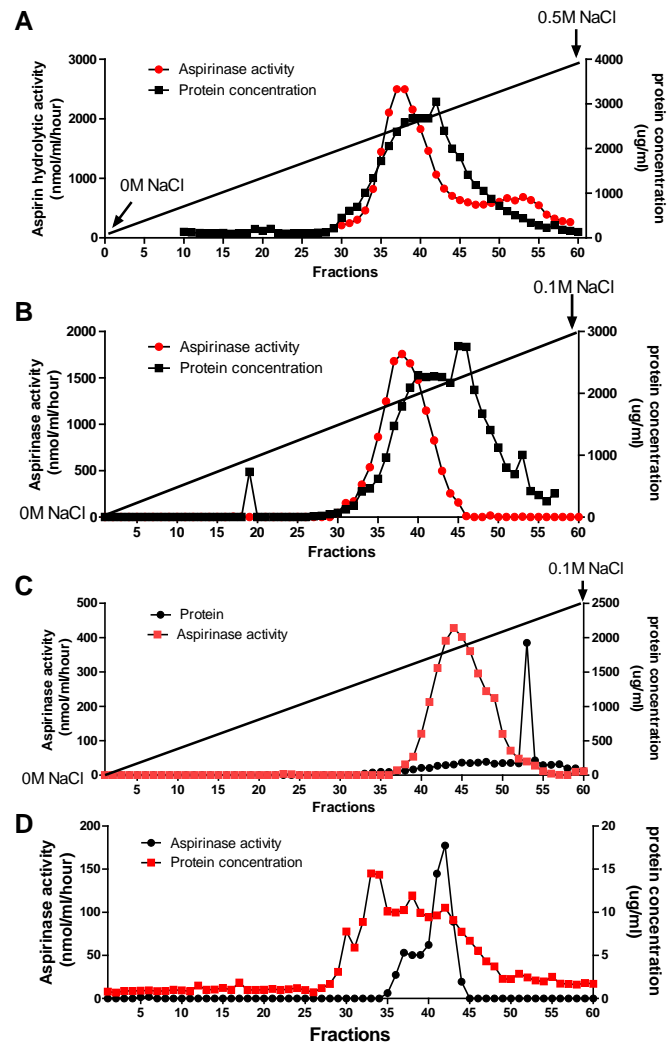 A
0.5M NaCl
Aspirin hydrolytic activity
(nmol/ml/hour)
3000
2000
1000
0
Aspirinase activity
Protein concentration
0M NaCl
4000
3000
2000
1000
0
protein concentration
(ug/ml)
0 5 10 15 20 25 30 35 40 45 50 55 60
Fractions
B
0.1M NaCl
Aspirinase activity
(nmol/ml/hour)
2000
1500
1000
500
0
Aspirinase activity
Protein concentration
0M NaCl
3000
2000
1000
0
protein concentration
(ug/ml)
5 10 15 20 25 30 35 40 45 50 55 60
Fractions
C
0.1M NaCl
Aspirinase activity
(nmol/ml/hour)
500
400
300
200
100
0
Protein
Aspirinase activity
0M NaCl
2500
2000
1500
1000
500
0
protein concentration
(ug/ml)
5 10 15 20 25 30 35 40 45 50 55 60
Fractions
D
Aspirinase activity
(nmol/ml/hour)
200
150
100
50
0
Aspirinase activity
Protein concentration
20
15
10
5
0
protein concentration
(ug/ml)
5 10 15 20 25 30 35 40 45 50 55 60
Fractions